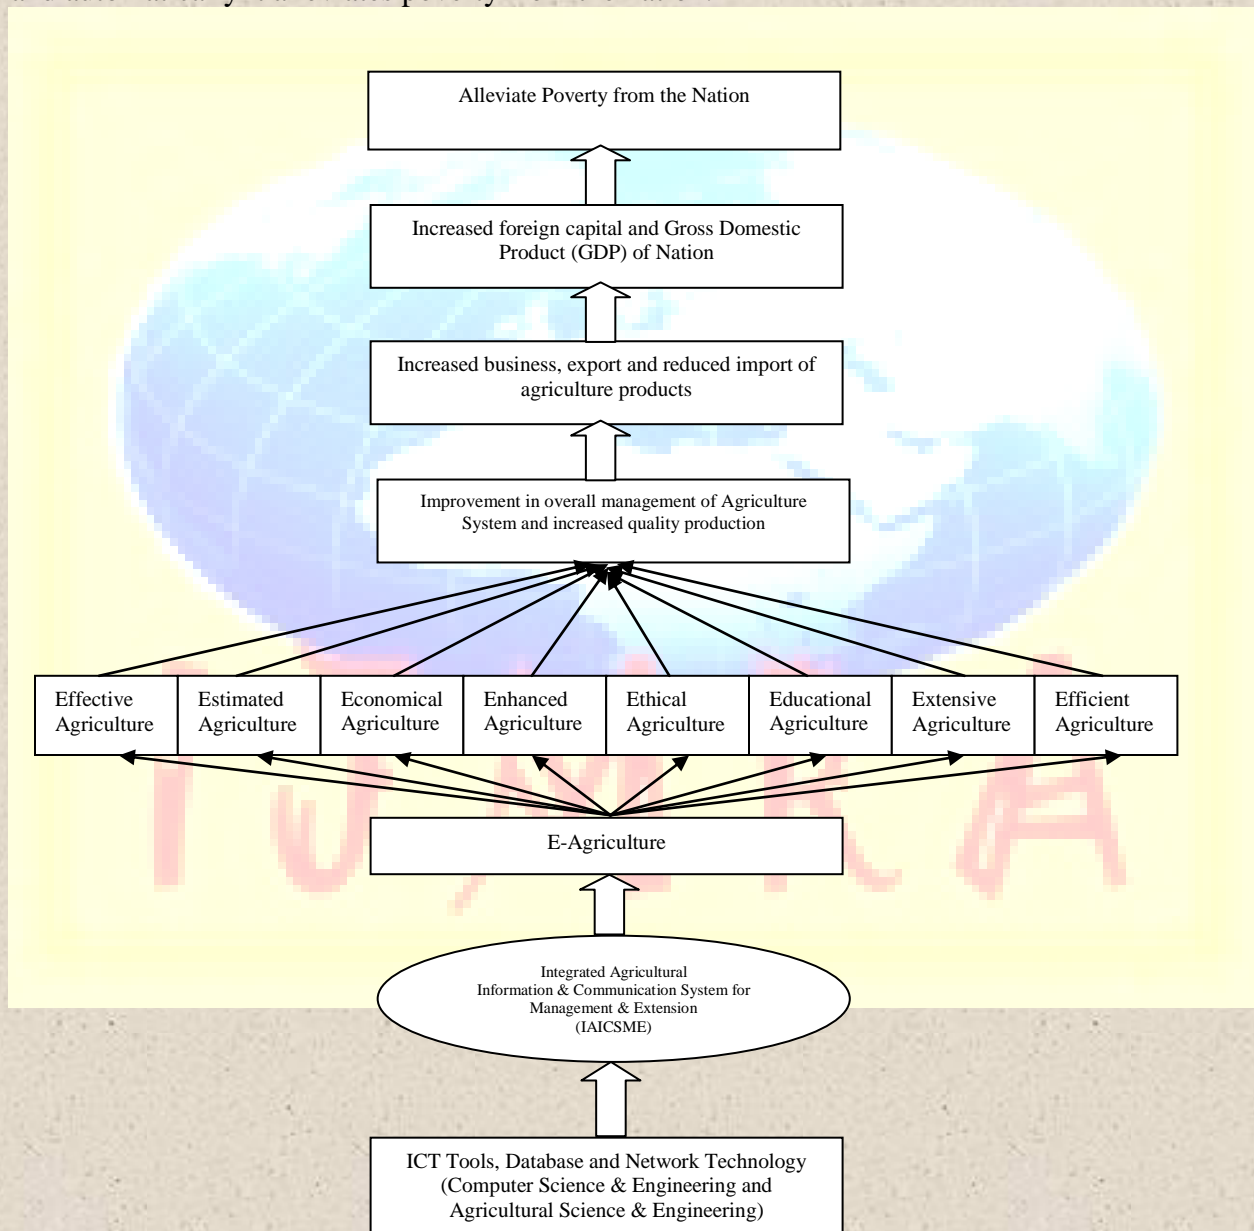 Alleviate Poverty from the Nation
Increased foreign capital and Gross Domestic
Product (GDP) of Nation
Increased business, export and reduced import of
agriculture products
Improvement in overall management of Agriculture
System and increased quality production
Effective
Agriculture
Estimated
Agriculture
Economical
Agriculture
Enhanced
Agriculture
Ethical
Agriculture
Educational
Agriculture
Extensive
Agriculture
Efficient
Agriculture
E-Agriculture
Integrated Agricultural
Information & Communication System for
Management & Extension
(IAICSME)
ICT Tools, Database and Network Technology
(Computer Science & Engineering and
Agricultural Science & Engineering)